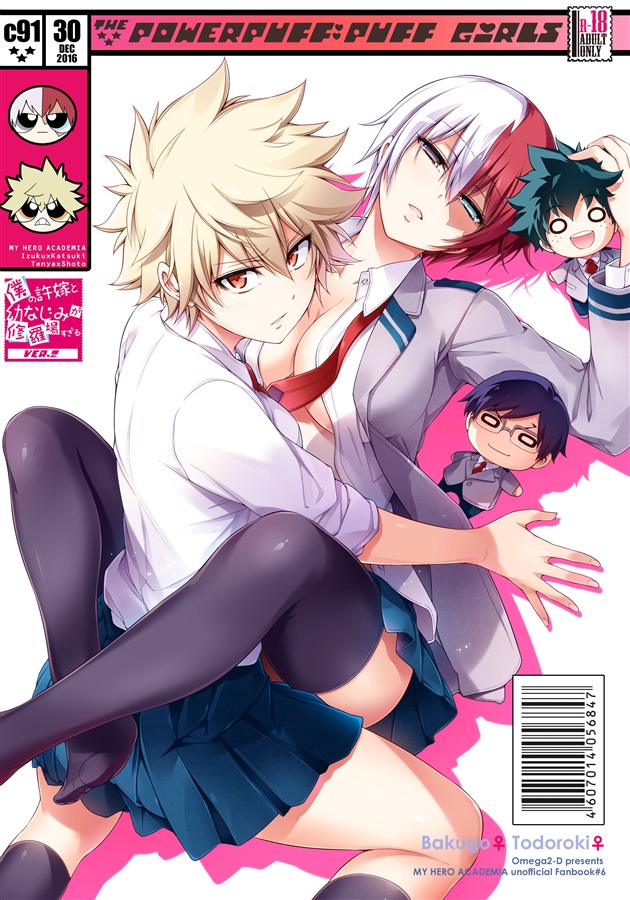 c91
30
DEC
2016
THE POWERPUFF:PUFF GiRLS
R-18
ADULT
ONLY
MY HERO ACADEMIA
IzukuxKatsuki
TenyaxShoto
僕の許嫁と
幼なじみが
修羅場すぎる
VER.2
4607014056847
Bakugo♀ Todoroki♀
Omega2-D presents
MY HERO ACADEMIA unofficial Fanbook#6